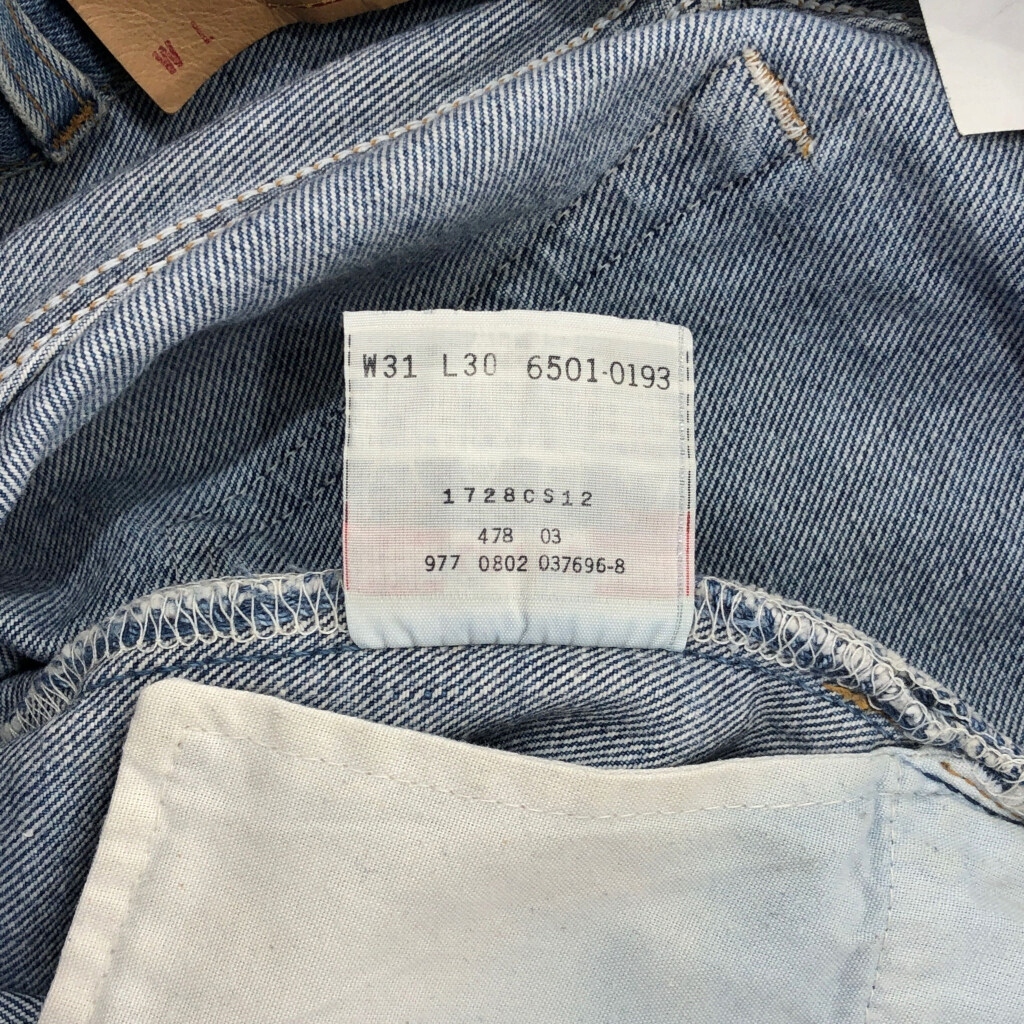 W L
W31 L30 6501-0193
1728CS12
478 03
977 0802 037696-8